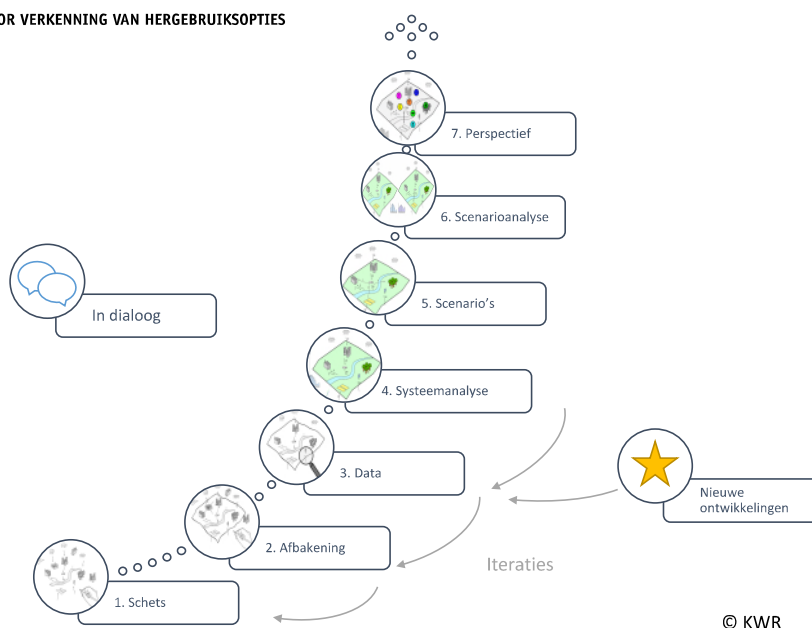 OR VERKENNING VAN HERGEBRUIKSOPTIES
7. Perspectief
6. Scenarioanalyse
In dialoog
5. Scenario's
4. Systeemanalyse
3. Data
Nieuwe
ontwikkelingen
2. Afbakening
Iteraties
1. Schets
© KWR